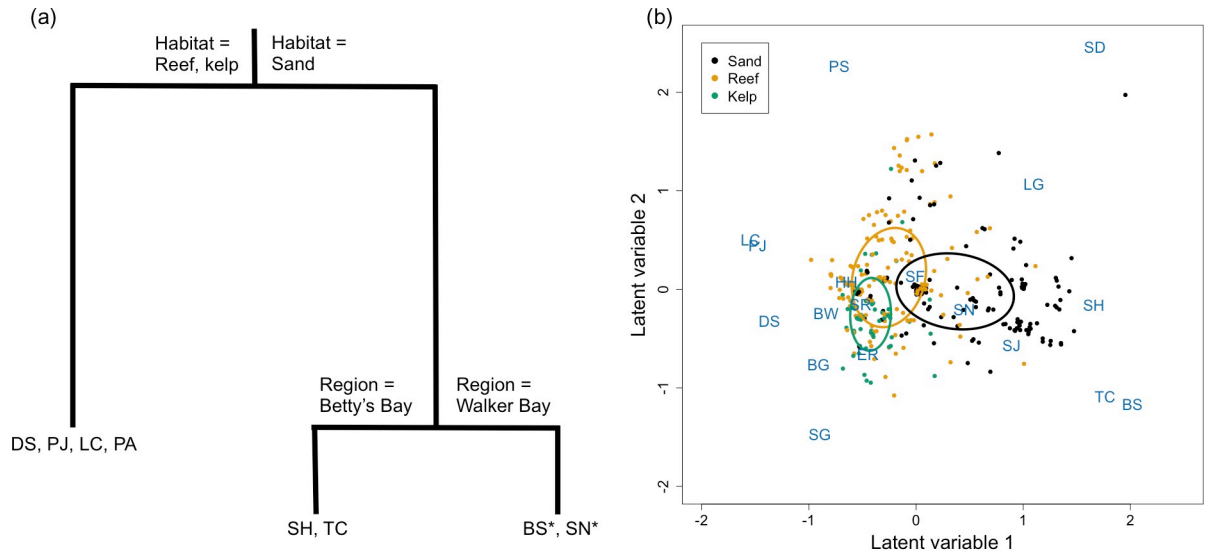 (a)
Habitat =
Reef, kelp
Habitat =
Sand
Region =
Betty's Bay
Region =
Walker Bay
DS, PJ, LC, PA
SH, TC
BS*, SN*
(b)
Sand
Reef
Kelp
PS
SD
LG
LC
PJ
HH
SF
SR
BW
SN
SH
DS
SJ
ER
BG
TC
BS
SG
Latent variable 2
2
1
0
-1
-2
-2
-1
0
1
2
Latent variable 1